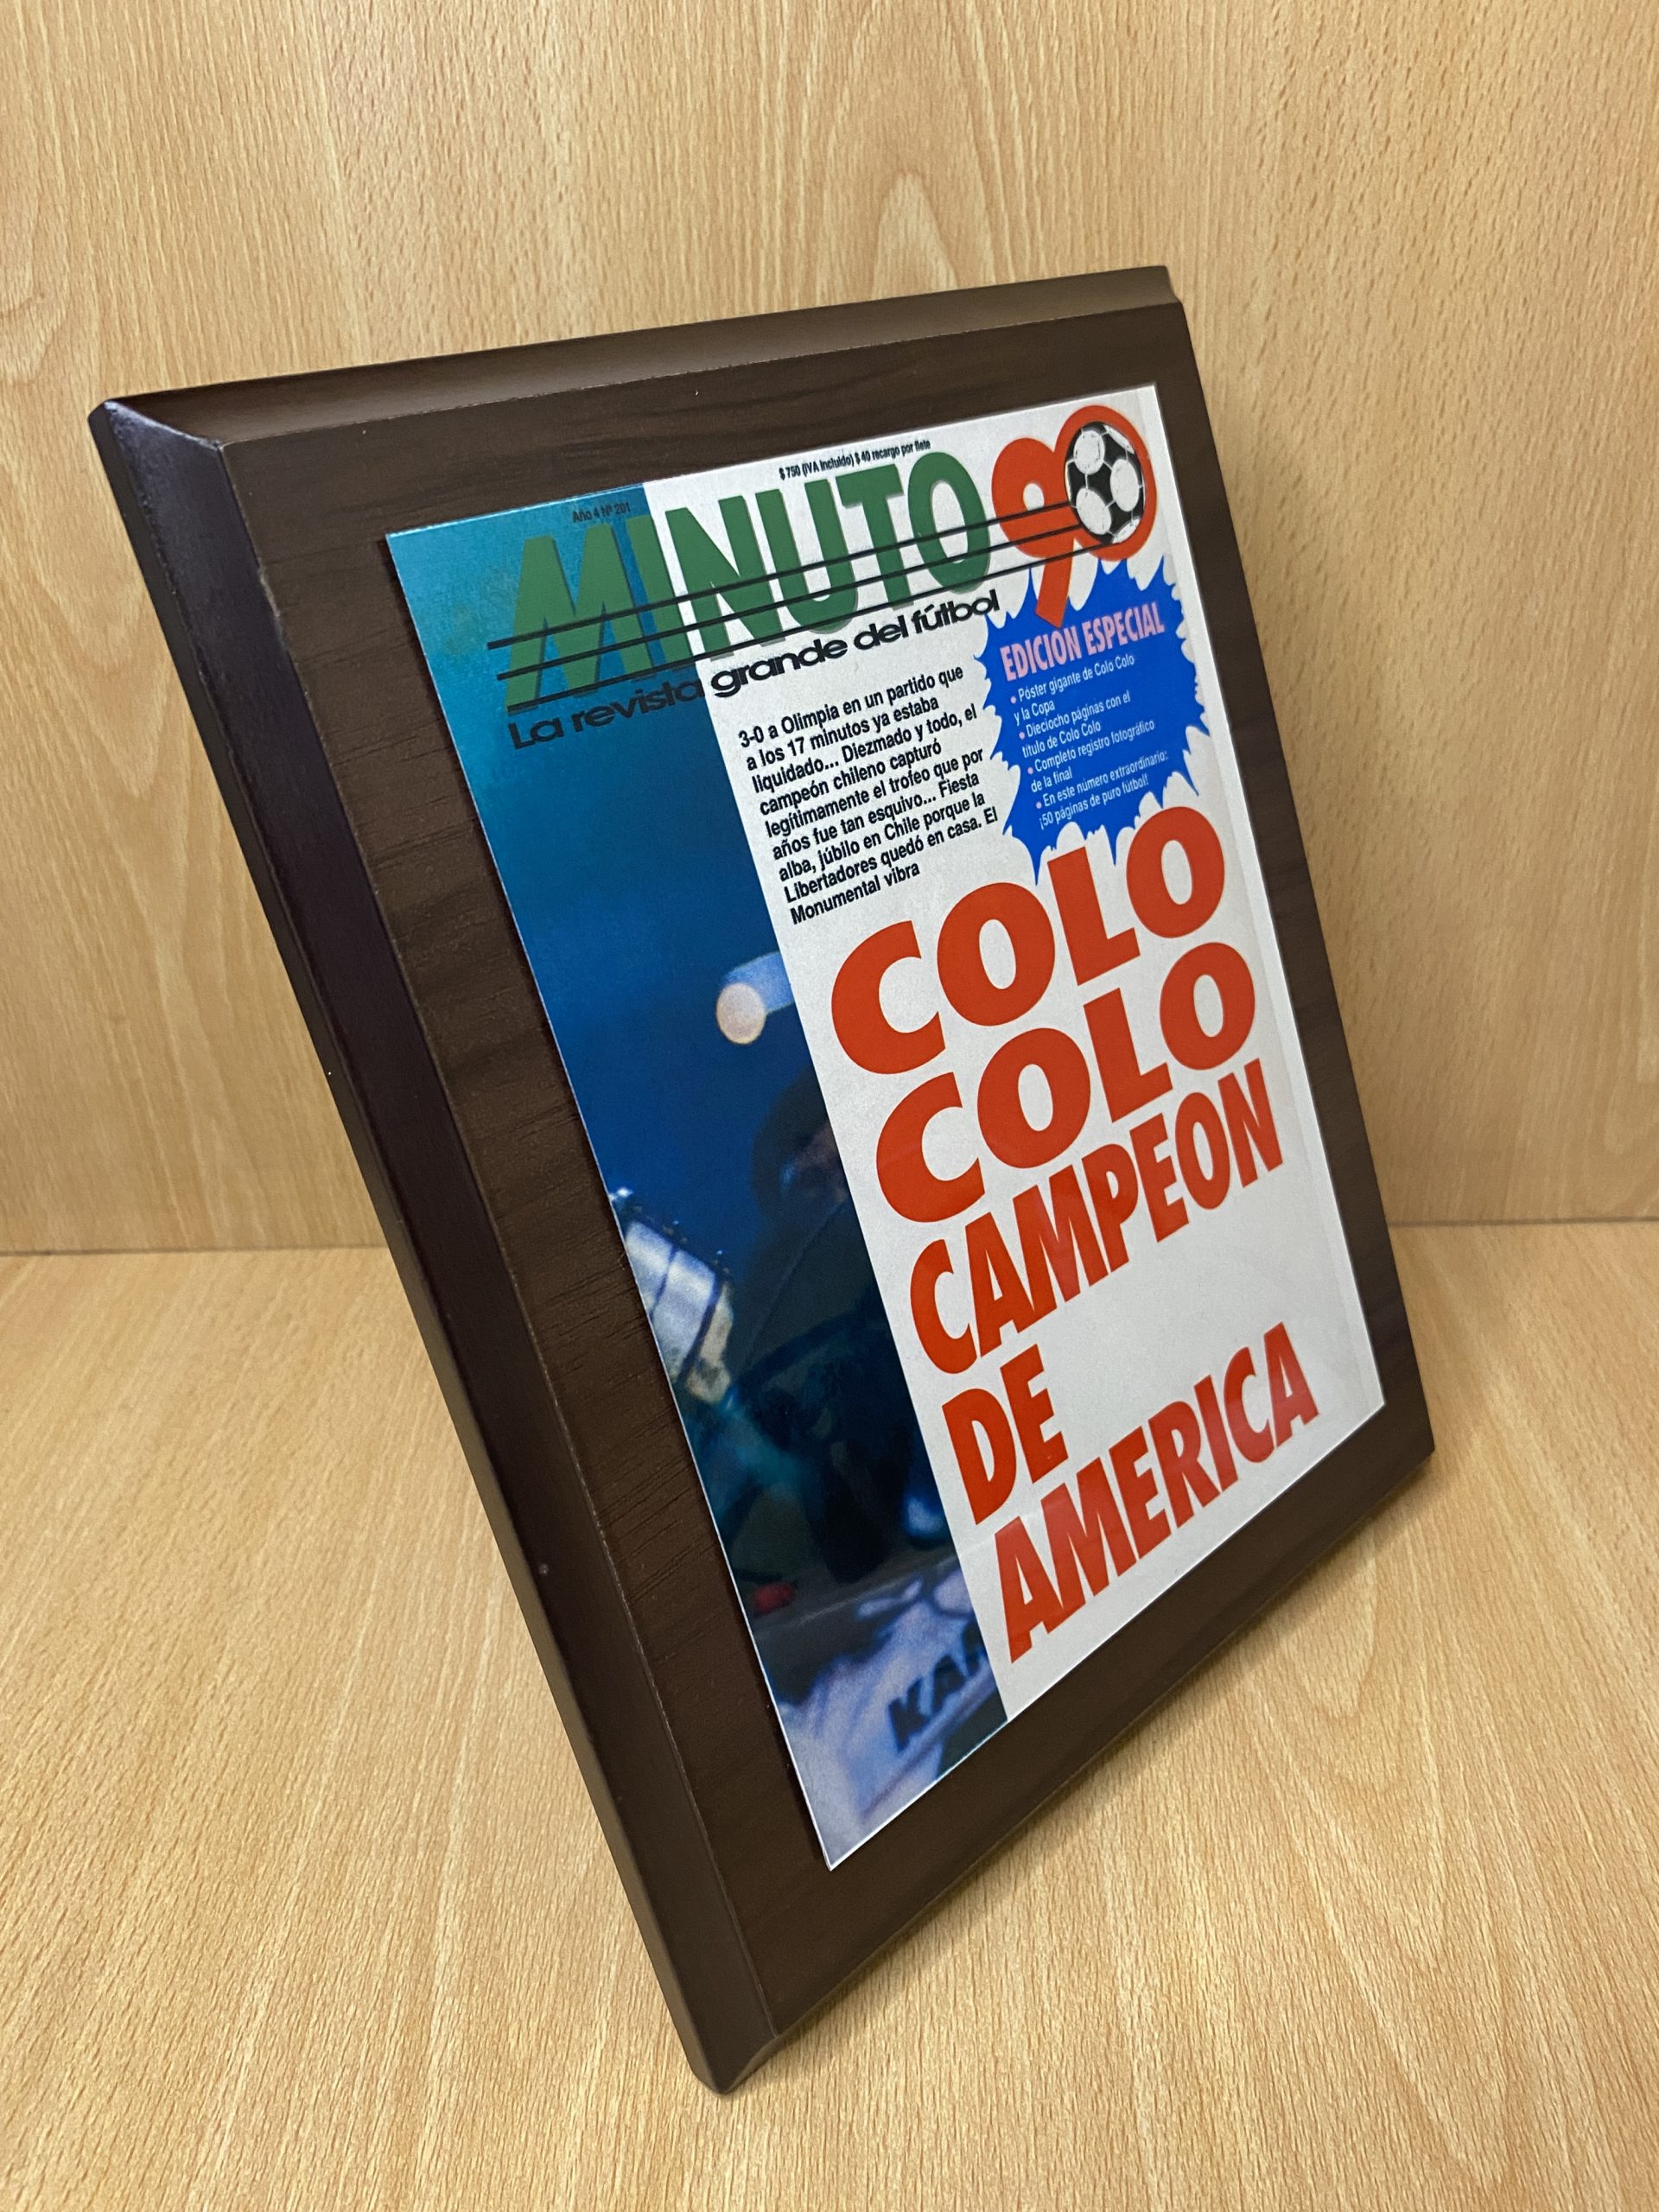 Año 4 Nº 201
$ 750 (IVA Incluido) $ 40 recargo por flete
MINUTO 90
La revista grande del fútbol
3-0 a Olimpia en un partido que
a los 17 minutos ya estaba
liquidado... Diezmado y todo, el
campeón chileno capturó
legítimamente el trofeo que por
años fue tan esquivo... Fiesta
alba, júbilo en Chile porque la
Libertadores quedó en casa. El
Monumental vibra
EDICION ESPECIAL
• Póster gigante de Colo Colo
y la Copa
• Dieciocho páginas con el
título de Colo Colo
• Completo registro fotográfico
de la final
• En este número extraordinario:
¡50 páginas de puro fútbol!
COLO
COLO
CAMPEON
DE
AMERICA